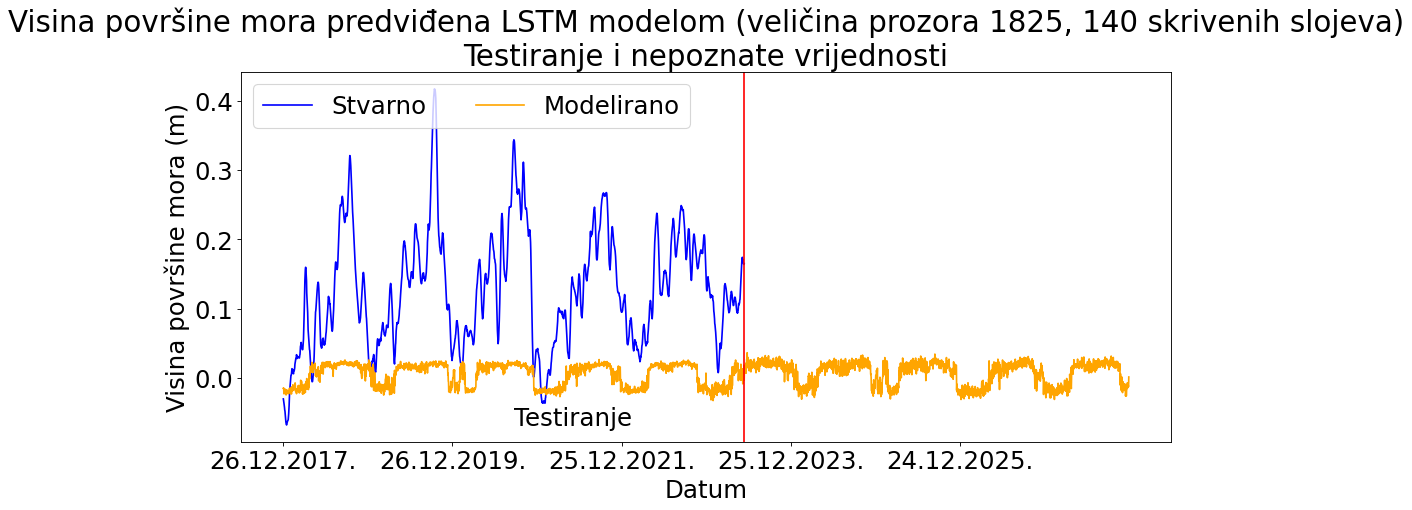 Visina površine mora predviđena LSTM modelom (veličina prozora 1825, 140 skrivenih slojeva)
Testiranje i nepoznate vrijednosti
Stvarno
Modelirano
Visina površine mora (m)
0.4
0.3
0.2
0.1
0.0
Testiranje
26.12.2017.
26.12.2019.
25.12.2021.
25.12.2023.
24.12.2025.
Datum